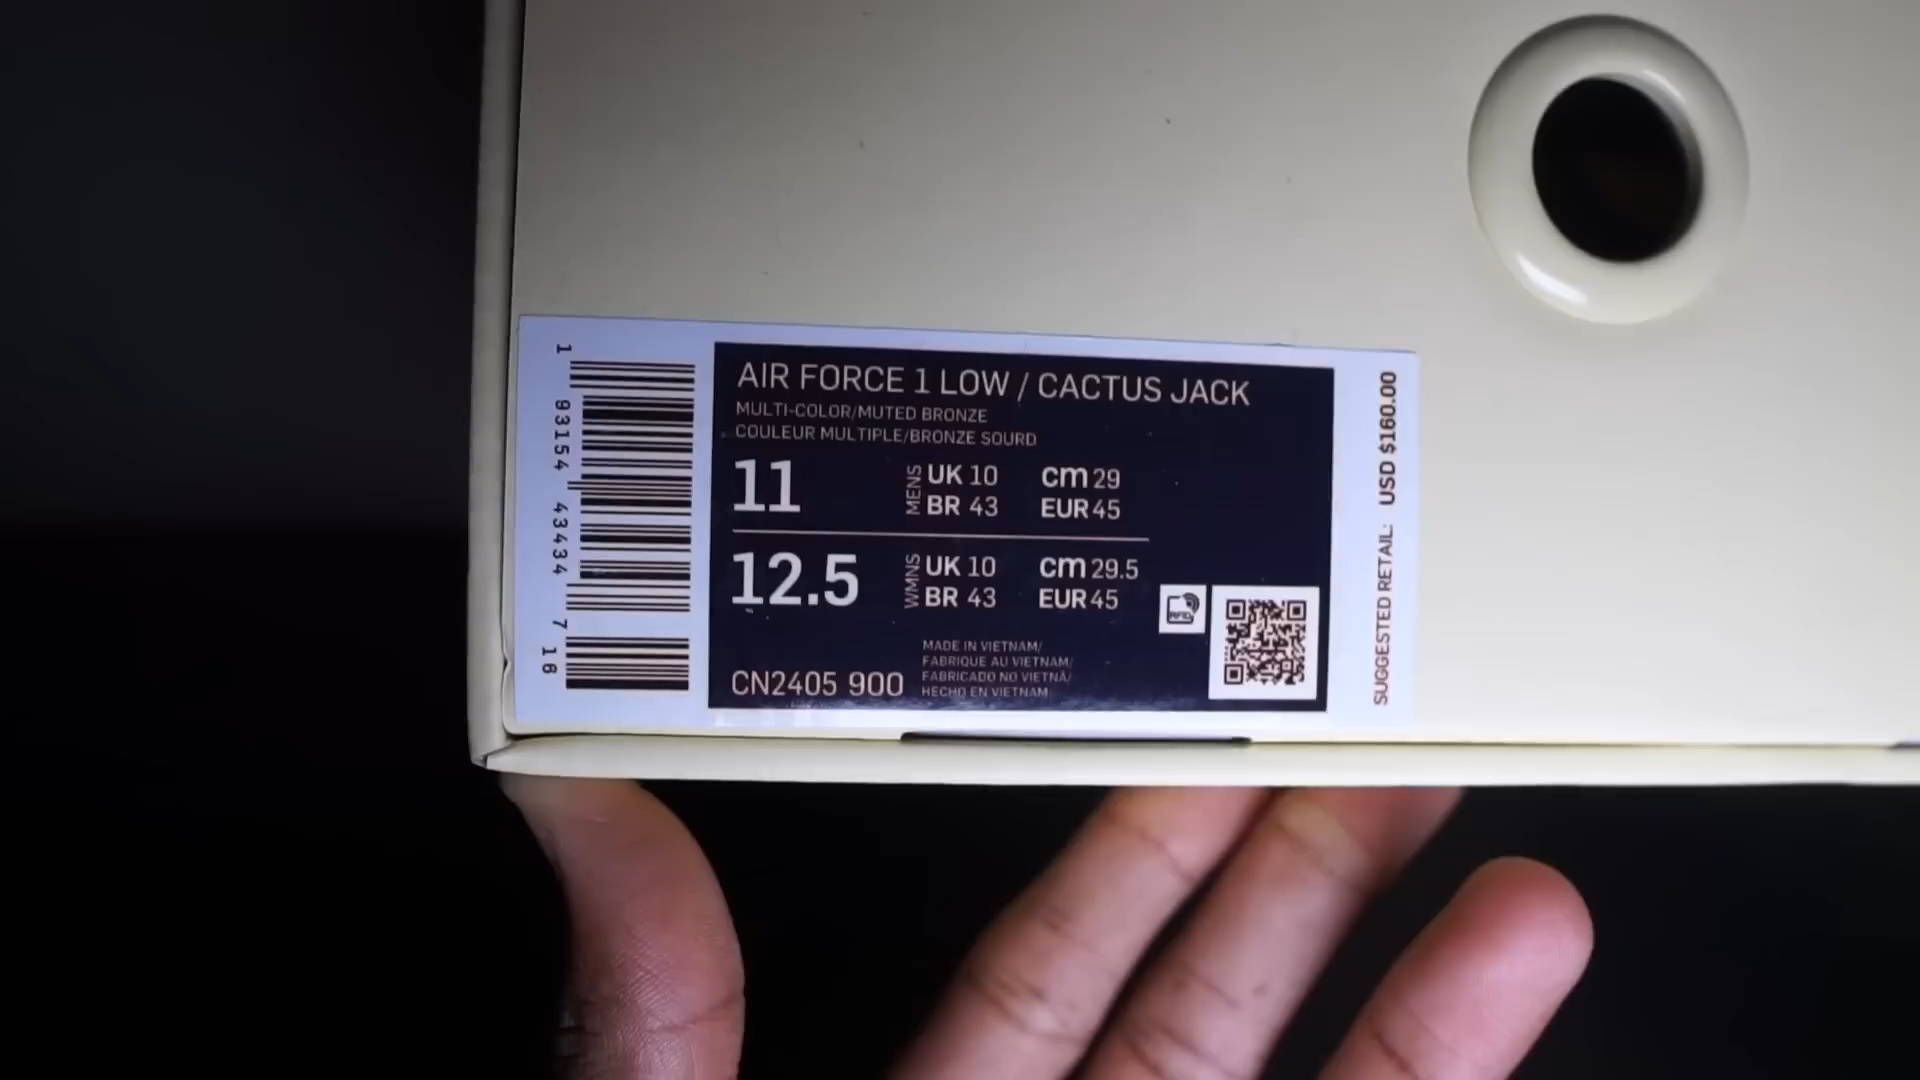 1 93154 43434 7 16
AIR FORCE 1 LOW / CACTUS JACK
MULTI-COLOR/MUTED BRONZE
COULEUR MULTIPLE/BRONZE SOURD
11 MENS UK 10 cm 29
BR 43 EUR 45
12.5 WMNS UK 10 cm 29.5
BR 43 EUR 45
MADE IN VIETNAM/
FABRIQUE AU VIETNAM/
FABRICADO NO VIETNÃ/
HECHO EN VIETNAM
CN2405 900
RFID
SUGGESTED RETAIL: USD $160.00